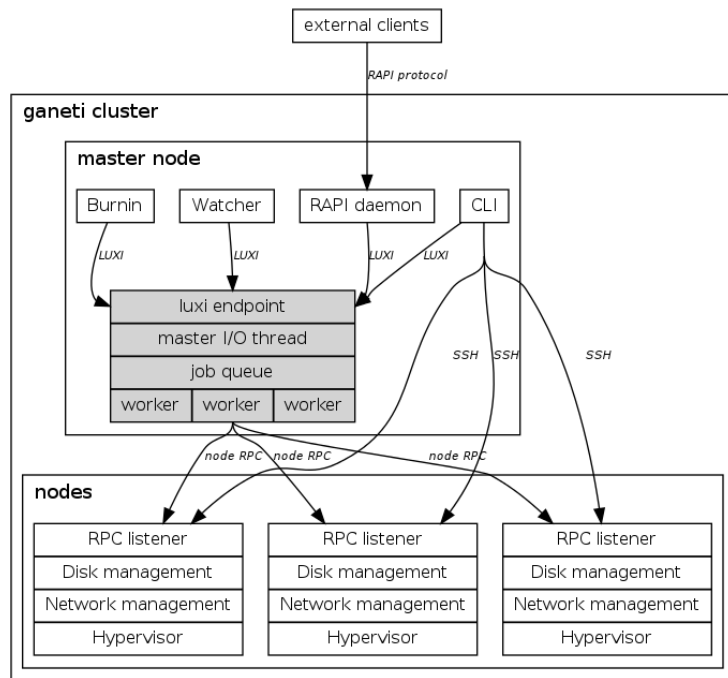 external clients
RAPI protocol
ganeti cluster
master node
Burnin
Watcher
RAPI daemon
CLI
LUXI
LUXI
LUXI
LUXI
luxi endpoint
master I/O thread
job queue
worker
worker
worker
SSH
SSH
SSH
node RPC
node RPC
node RPC
nodes
RPC listener
Disk management
Network management
Hypervisor
RPC listener
Disk management
Network management
Hypervisor
RPC listener
Disk management
Network management
Hypervisor